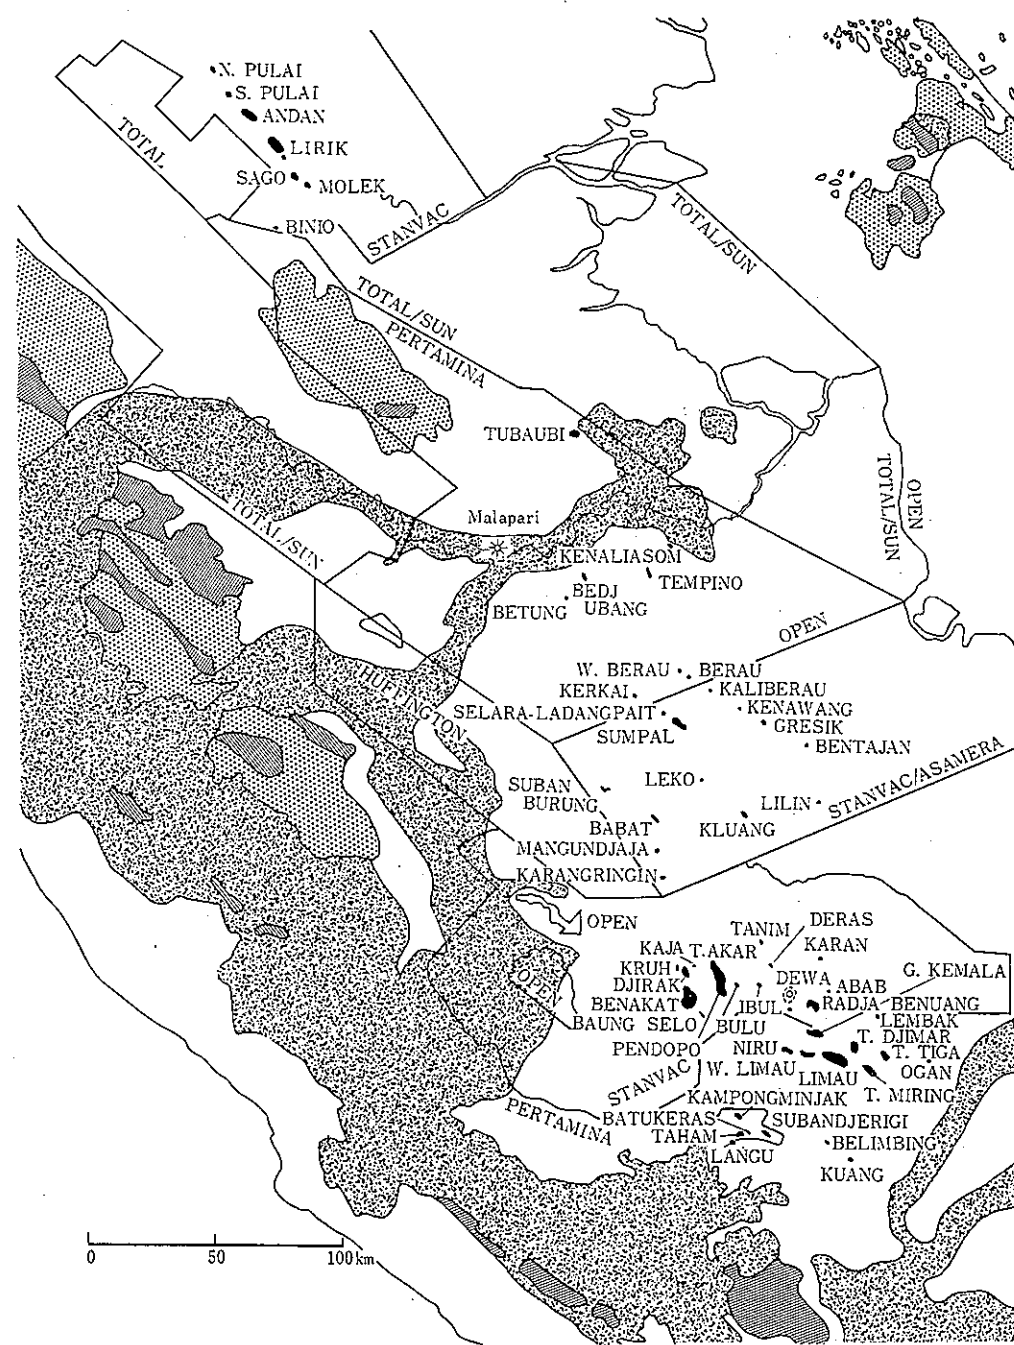 N. PULAI
S. PULAI
ANDAN
LIRIK
SAGO
MOLEK
BINIO
TOTAL
STANVAC
TOTAL/SUN
TOTAL/SUN
PERTAMINA
TUBAUBI
TOTAL/SUN
OPEN
TOTAL/SUN
Malapari
KENALIASOM
TEMPINO
BEDJ
UBANG
BETUNG
OPEN
HUFFINGTON
W. BERAU
BERAU
KERKAI
KALIBERAU
SELARA-LADANGPAIT
KENAWANG
GRESIK
SUMPAL
BENTAJAN
STANVAC/ASAMERA
SUBAN
BURUNG
LEKO
LILIN
BABAT
KLUANG
MANGUNDJAJA
KARANGRINGIN
OPEN
OPEN
TANIM
DERAS
KARAN
KAJA
T. AKAR
KRUH
DJIRAK
BENAKAT
DEWA
G. KEMALA
ABAB
RADJA
BENUANG
IBUL
LEMBAK
BAUNG
SELO
BULU
T. DJIMAR
PENDOPO
NIRU
T. TIGA
OGAN
STANVAC
W. LIMAU
LIMAU
T. MIRING
KAMPONGMINJAK
PERTAMINA
BATUKERAS
SUBANDJERIGI
TAHAM
BELIMBING
LANGU
KUANG
0 50 100 km